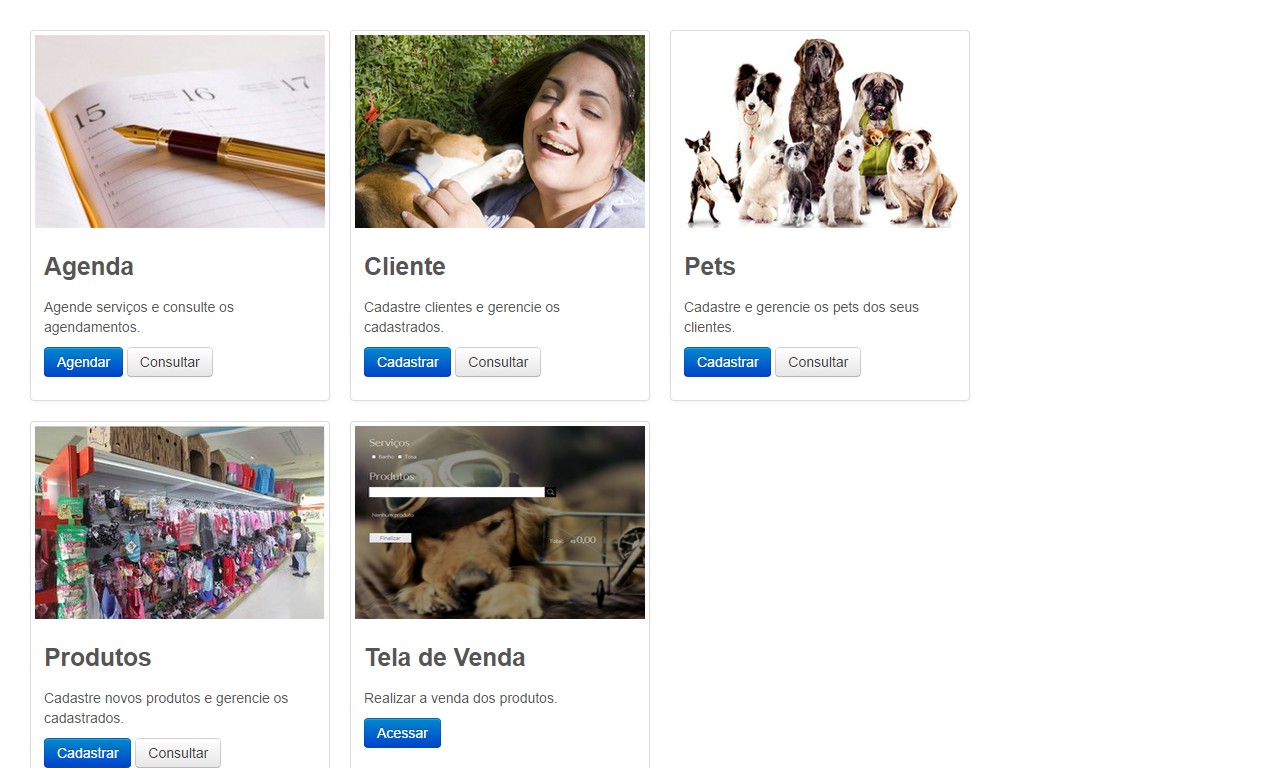 15
16
17
Agenda
Agende serviços e consulte os
agendamentos.
Agendar
Consultar
Cliente
Cadastre clientes e gerencie os
cadastrados.
Cadastrar
Consultar
Pets
Cadastre e gerencie os pets dos seus
clientes.
Cadastrar
Consultar
Produtos
Cadastre novos produtos e gerencie os
cadastrados.
Cadastrar
Consultar
Serviços
Banho Tosa
Produtos
Nenhum produto
Finalizar
Total: R$ 0,00
Tela de Venda
Realizar a venda dos produtos.
Acessar